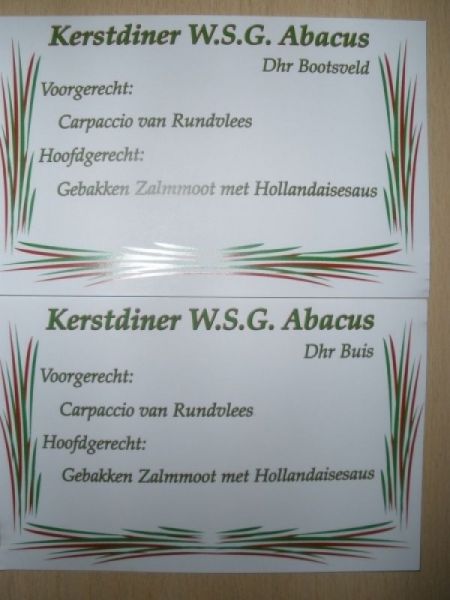 Kerstdiner W.S.G. Abacus
Dhr Bootsveld
Voorgerecht:
Carpaccio van Rundvlees
Hoofdgerecht:
Gebakken Zalmmoot met Hollandaisesaus
Kerstdiner W.S.G. Abacus
Dhr Buis
Voorgerecht:
Carpaccio van Rundvlees
Hoofdgerecht:
Gebakken Zalmmoot met Hollandaisesaus